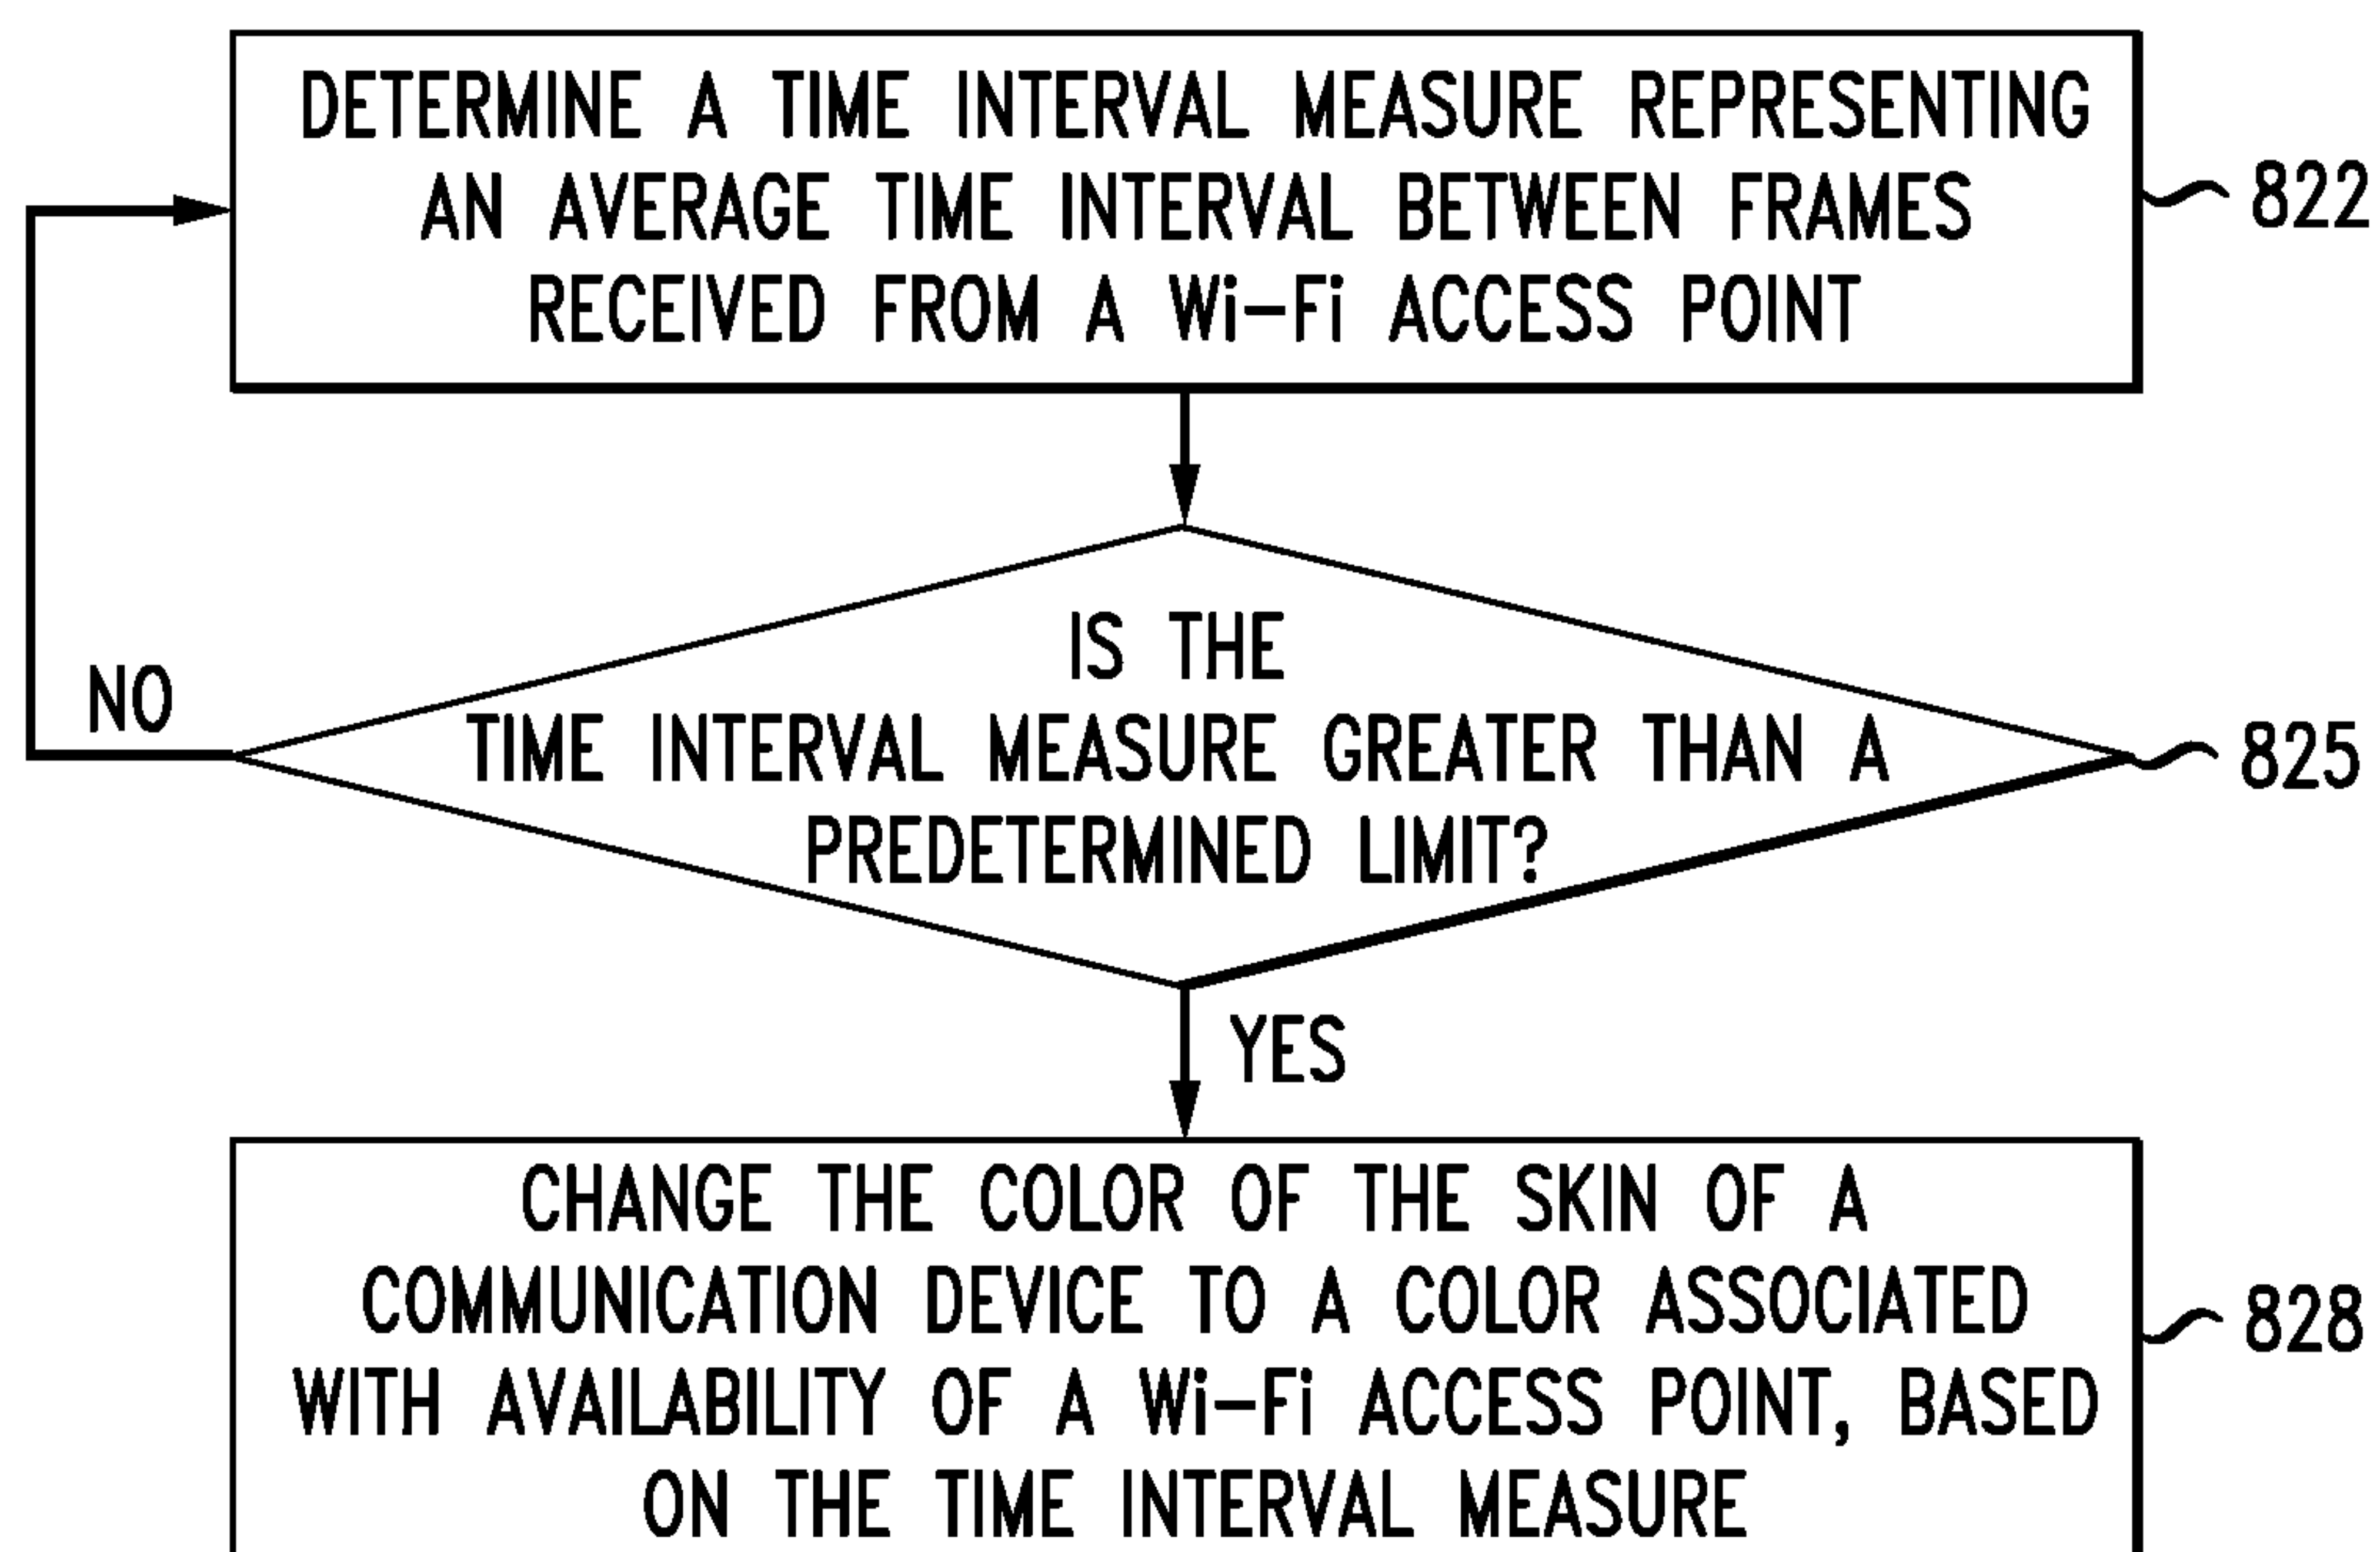 DETERMINE A TIME INTERVAL MEASURE REPRESENTING
AN AVERAGE TIME INTERVAL BETWEEN FRAMES
RECEIVED FROM A Wi-Fi ACCESS POINT
822
IS THE
TIME INTERVAL MEASURE GREATER THAN A
PREDETERMINED LIMIT?
825
NO
YES
CHANGE THE COLOR OF THE SKIN OF A
COMMUNICATION DEVICE TO A COLOR ASSOCIATED
WITH AVAILABILITY OF A Wi-Fi ACCESS POINT, BASED
ON THE TIME INTERVAL MEASURE
828